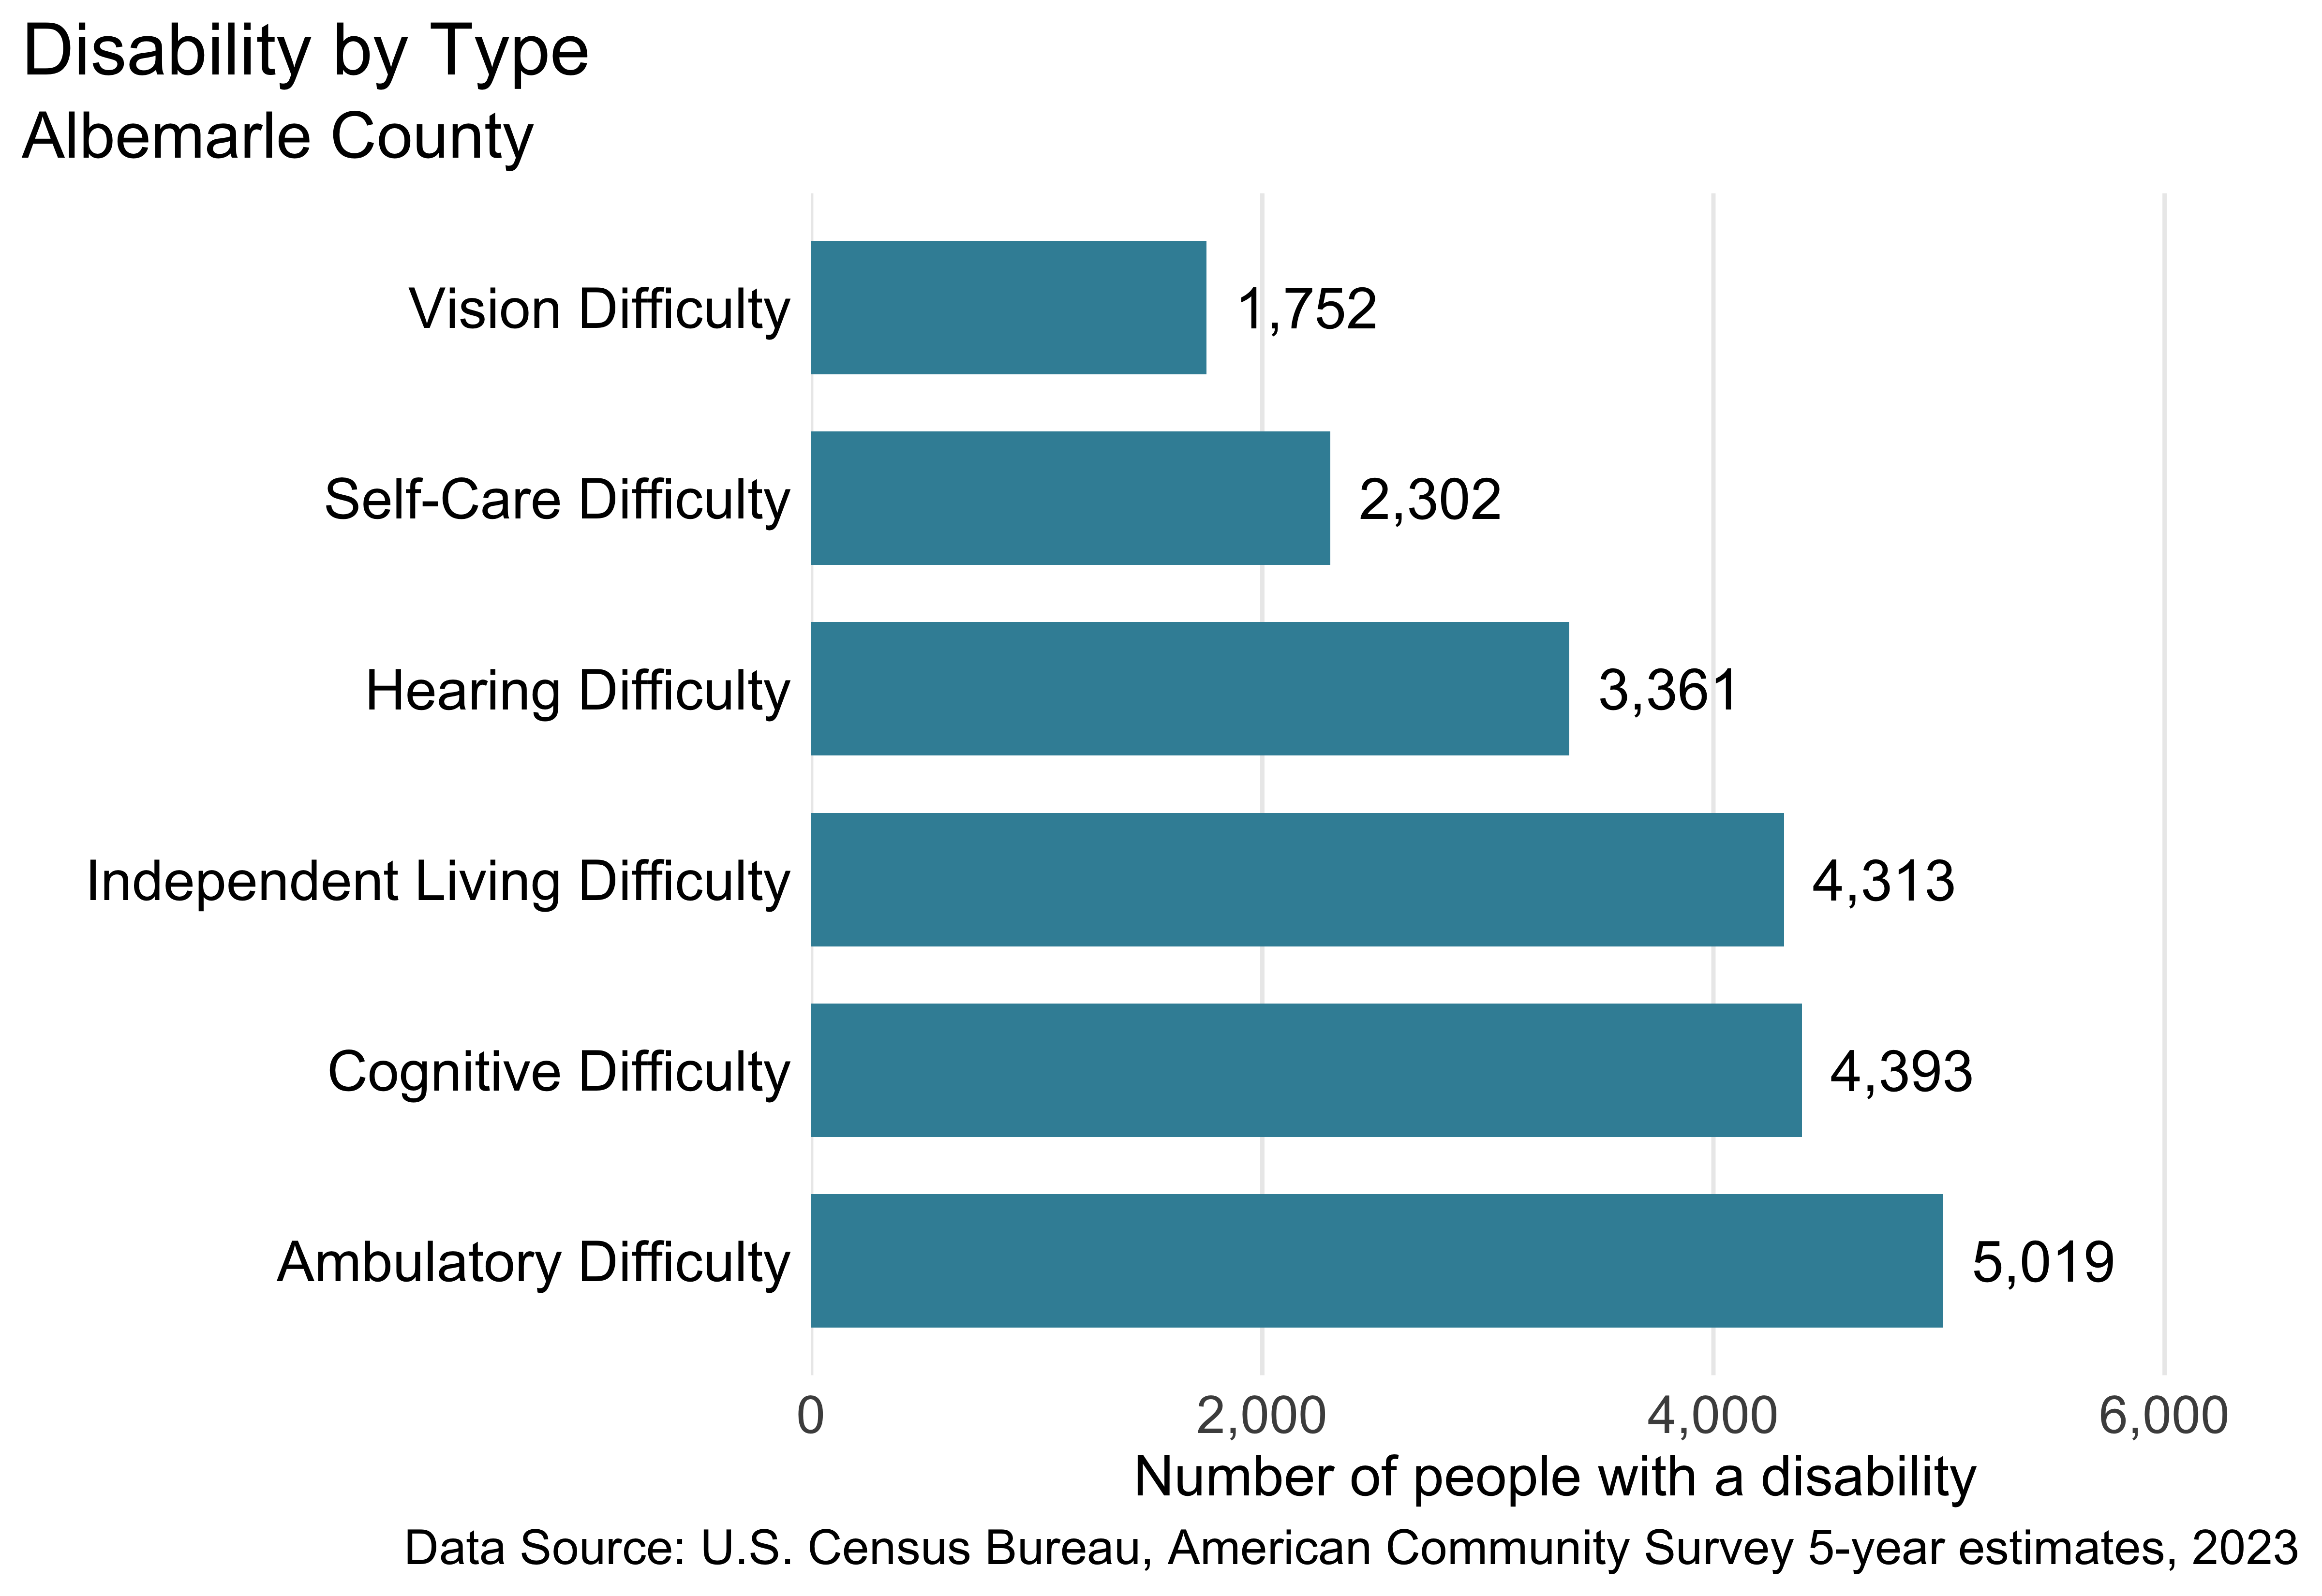 Disability by Type
Albemarle County
Vision Difficulty 1,752
Self-Care Difficulty 2,302
Hearing Difficulty 3,361
Independent Living Difficulty 4,313
Cognitive Difficulty 4,393
Ambulatory Difficulty 5,019
0 2,000 4,000 6,000
Number of people with a disability
Data Source: U.S. Census Bureau, American Community Survey 5-year estimates, 2023